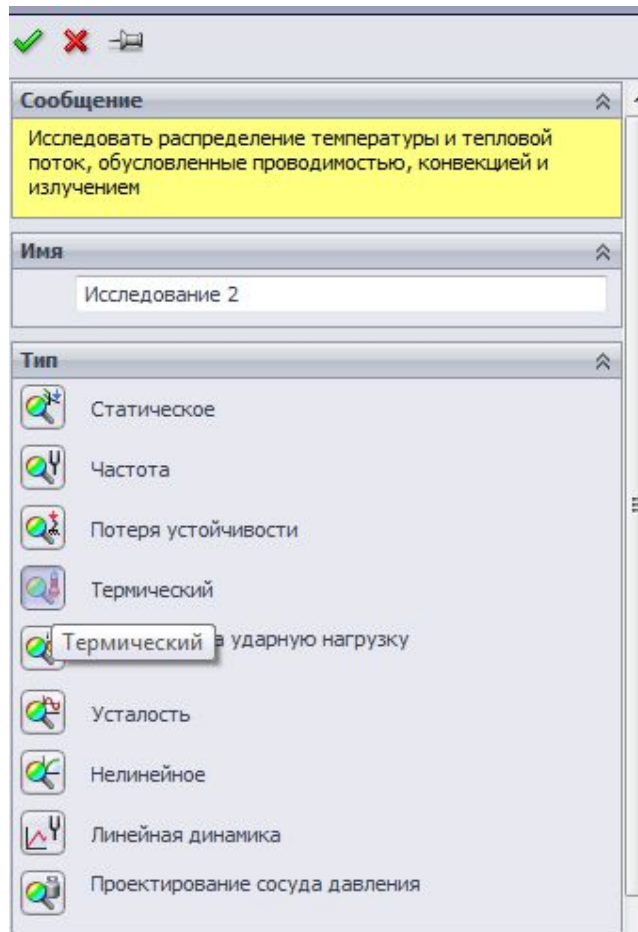 Сообщение
Исследовать распределение температуры и тепловой
поток, обусловленные проводимостью, конвекцией и
излучением
Имя
Исследование 2
Тип
Статическое
Частота
Потеря устойчивости
Термический
Термический
ударную нагрузку
Усталость
Нелинейное
Линейная динамика
Проектирование сосуда давления